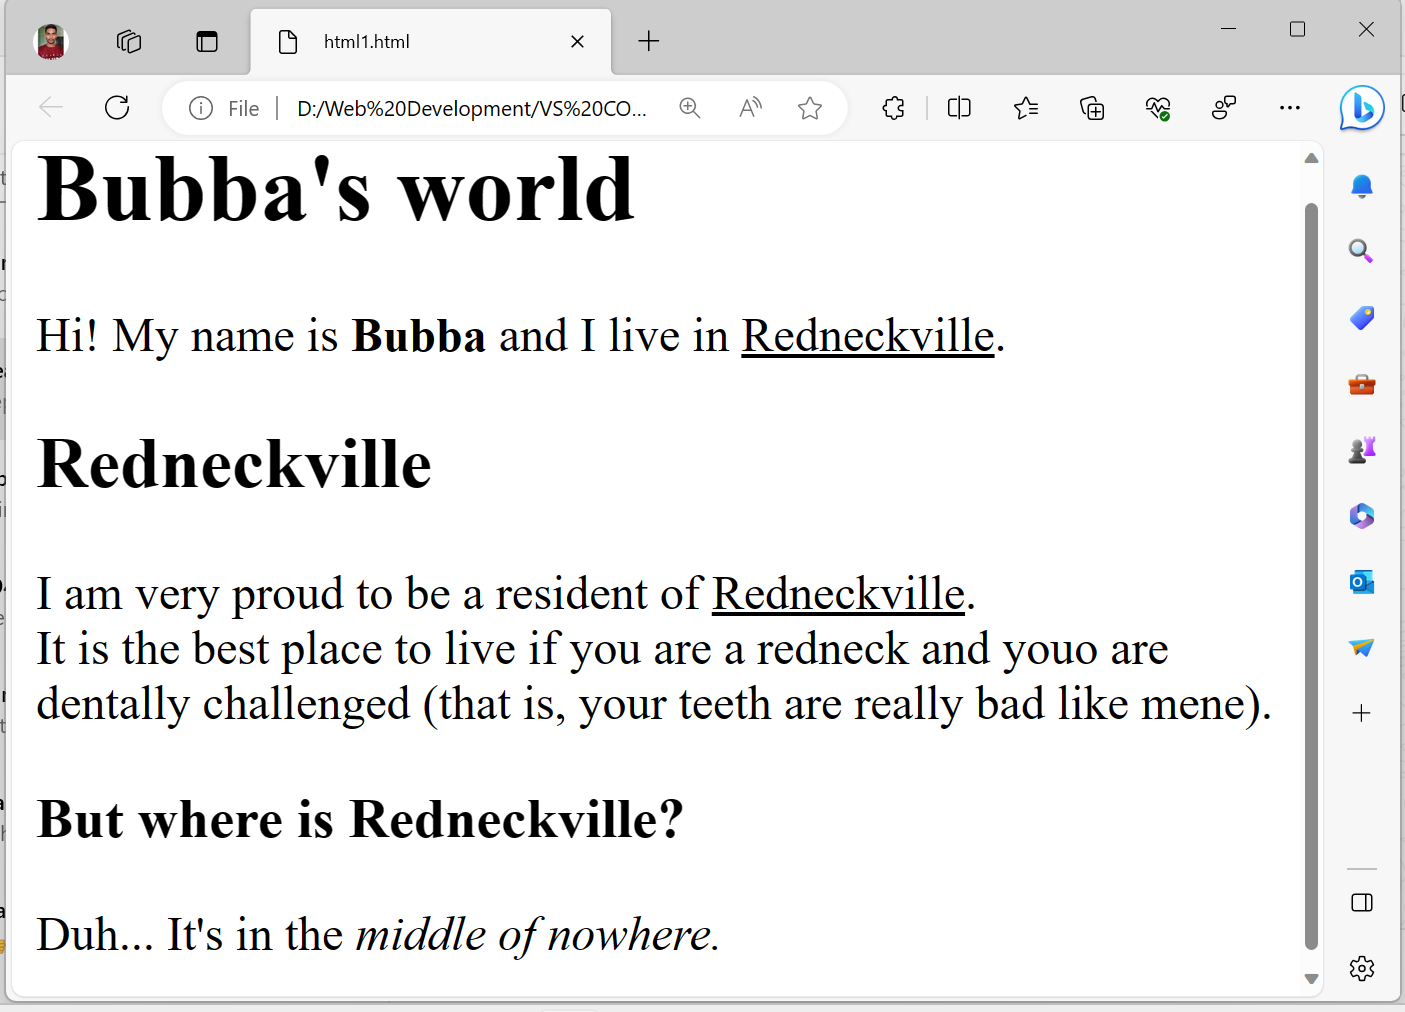 html1.html
File D:/Web%20Development/VS%20CO...
Bubba's world
Hi! My name is Bubba and I live in Redneckville.
Redneckville
I am very proud to be a resident of Redneckville.
It is the best place to live if you are a redneck and youo are
dentally challenged (that is, your teeth are really bad like mene).
But where is Redneckville?
Duh... It's in the middle of nowhere.